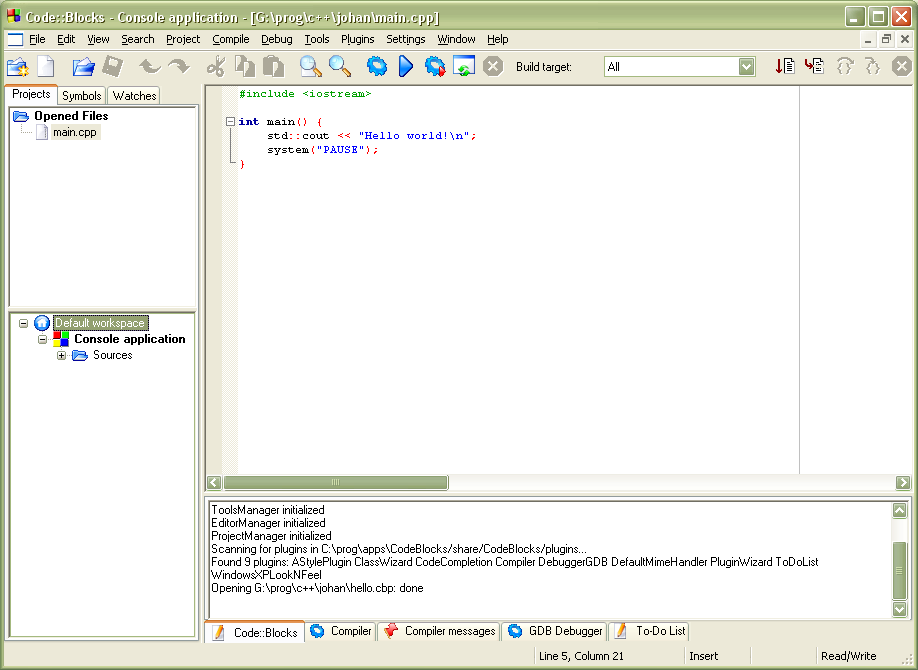 Code::Blocks - Console application - [G:\prog\c++\johan\main.cpp]
File Edit View Search Project Compile Debug Tools Plugins Settings Window Help
Build target: All
Projects Symbols Watches
Opened Files
main.cpp
Default workspace
Console application
Sources
#include <iostream>
int main() {
std::cout << "Hello world!\n";
system("PAUSE");
}
ToolsManager initialized
EditorManager initialized
ProjectManager initialized
Scanning for plugins in C:\prog\apps\CodeBlocks/share/CodeBlocks/plugins...
Found 9 plugins: AStylePlugin ClassWizard CodeCompletion Compiler DebuggerGDB DefaultMimeHandler PluginWizard ToDoList
WindowsXPLookNFeel
Opening G:\prog\c++\johan\hello.cbp: done
Code::Blocks Compiler Compiler messages GDB Debugger To-Do List
Line 5, Column 21 Insert Read/Write